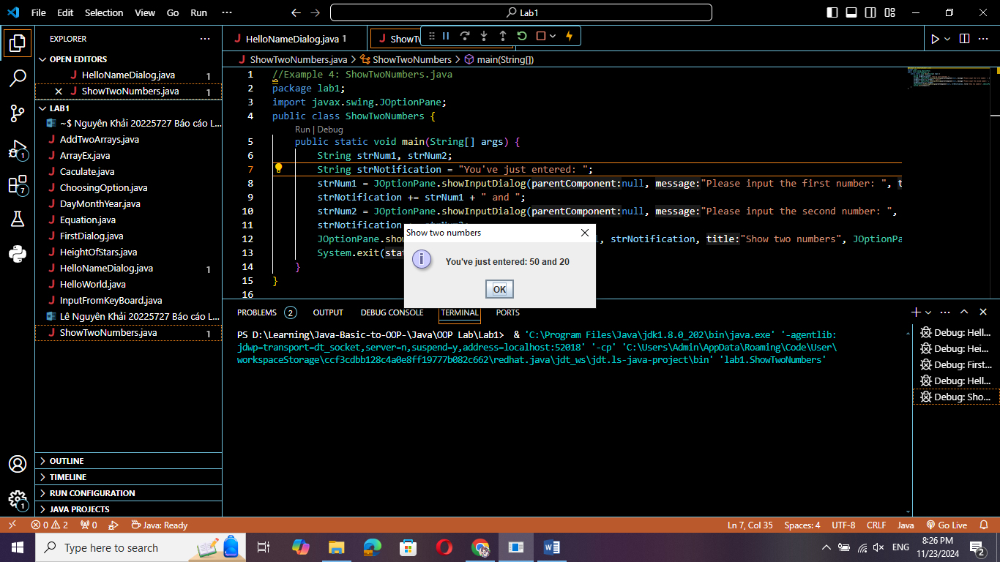 File Edit Selection View Go Run ··· Lab1
EXPLORER ···
OPEN EDITORS
HelloNameDialog.java 1
ShowTwoNumbers.java 1
LAB1
~$ Nguyên Khải 20225727 Báo cáo L...
AddTwoArrays.java
ArrayEx.java
Caculate.java
ChoosingOption.java
DayMonthYear.java
Equation.java
FirstDialog.java
HeightOfStars.java
HelloNameDialog.java 1
HelloWorld.java
InputFromKeyBoard.java
Lê Nguyên Khải 20225727 Báo cáo L...
ShowTwoNumbers.java 1
OUTLINE
TIMELINE
RUN CONFIGURATION
JAVA PROJECTS
1
7
1
HelloNameDialog.java 1 ShowTw
ShowTwoNumbers.java > ShowTwoNumbers > main(String[])
1 //Example 4: ShowTwoNumbers.java
2 package lab1;
3 import javax.swing.JOptionPane;
4 public class ShowTwoNumbers {
Run | Debug
5 public static void main(String[] args) {
6 String strNum1, strNum2;
7 String strNotification = "You've just entered: ";
8 strNum1 = JOptionPane.showInputDialog(parentComponent:null, message:"Please input the first number: ", t
9 strNotification += strNum1 + " and ";
10 strNum2 = JOptionPane.showInputDialog(parentComponent:null, message:"Please input the second number: ",
11 strNotification
12 JOptionPane.show , strNotification, title:"Show two numbers", JOptionPa
13 System.exit(stat
14 }
15 }
16
Show two numbers
You've just entered: 50 and 20
OK
PROBLEMS 2 OUTPUT DEBUG CONSOLE TERMINAL PORTS
PS D:\Learning\Java-Basic-to-OOP-\Java\OOP Lab\Lab1> & 'C:\Program Files\Java\jdk1.8.0_202\bin\java.exe' '-agentlib:
jdwp=transport=dt_socket,server=n,suspend=y,address=localhost:52018' '-cp' 'C:\Users\Admin\AppData\Roaming\Code\User\
workspaceStorage\ccf3cdbb128c4a0e8ff19777b082c662\redhat.java\jdt_ws\jdt.ls-java-project\bin' 'lab1.ShowTwoNumbers'
Debug: Hell...
Debug: Hei...
Debug: First...
Debug: Hell...
Debug: Sho...
0 2 0 Java: Ready Ln 7, Col 35 Spaces: 4 UTF-8 CRLF Java Go Live
Type here to search ENG 8:26 PM
11/23/2024 2